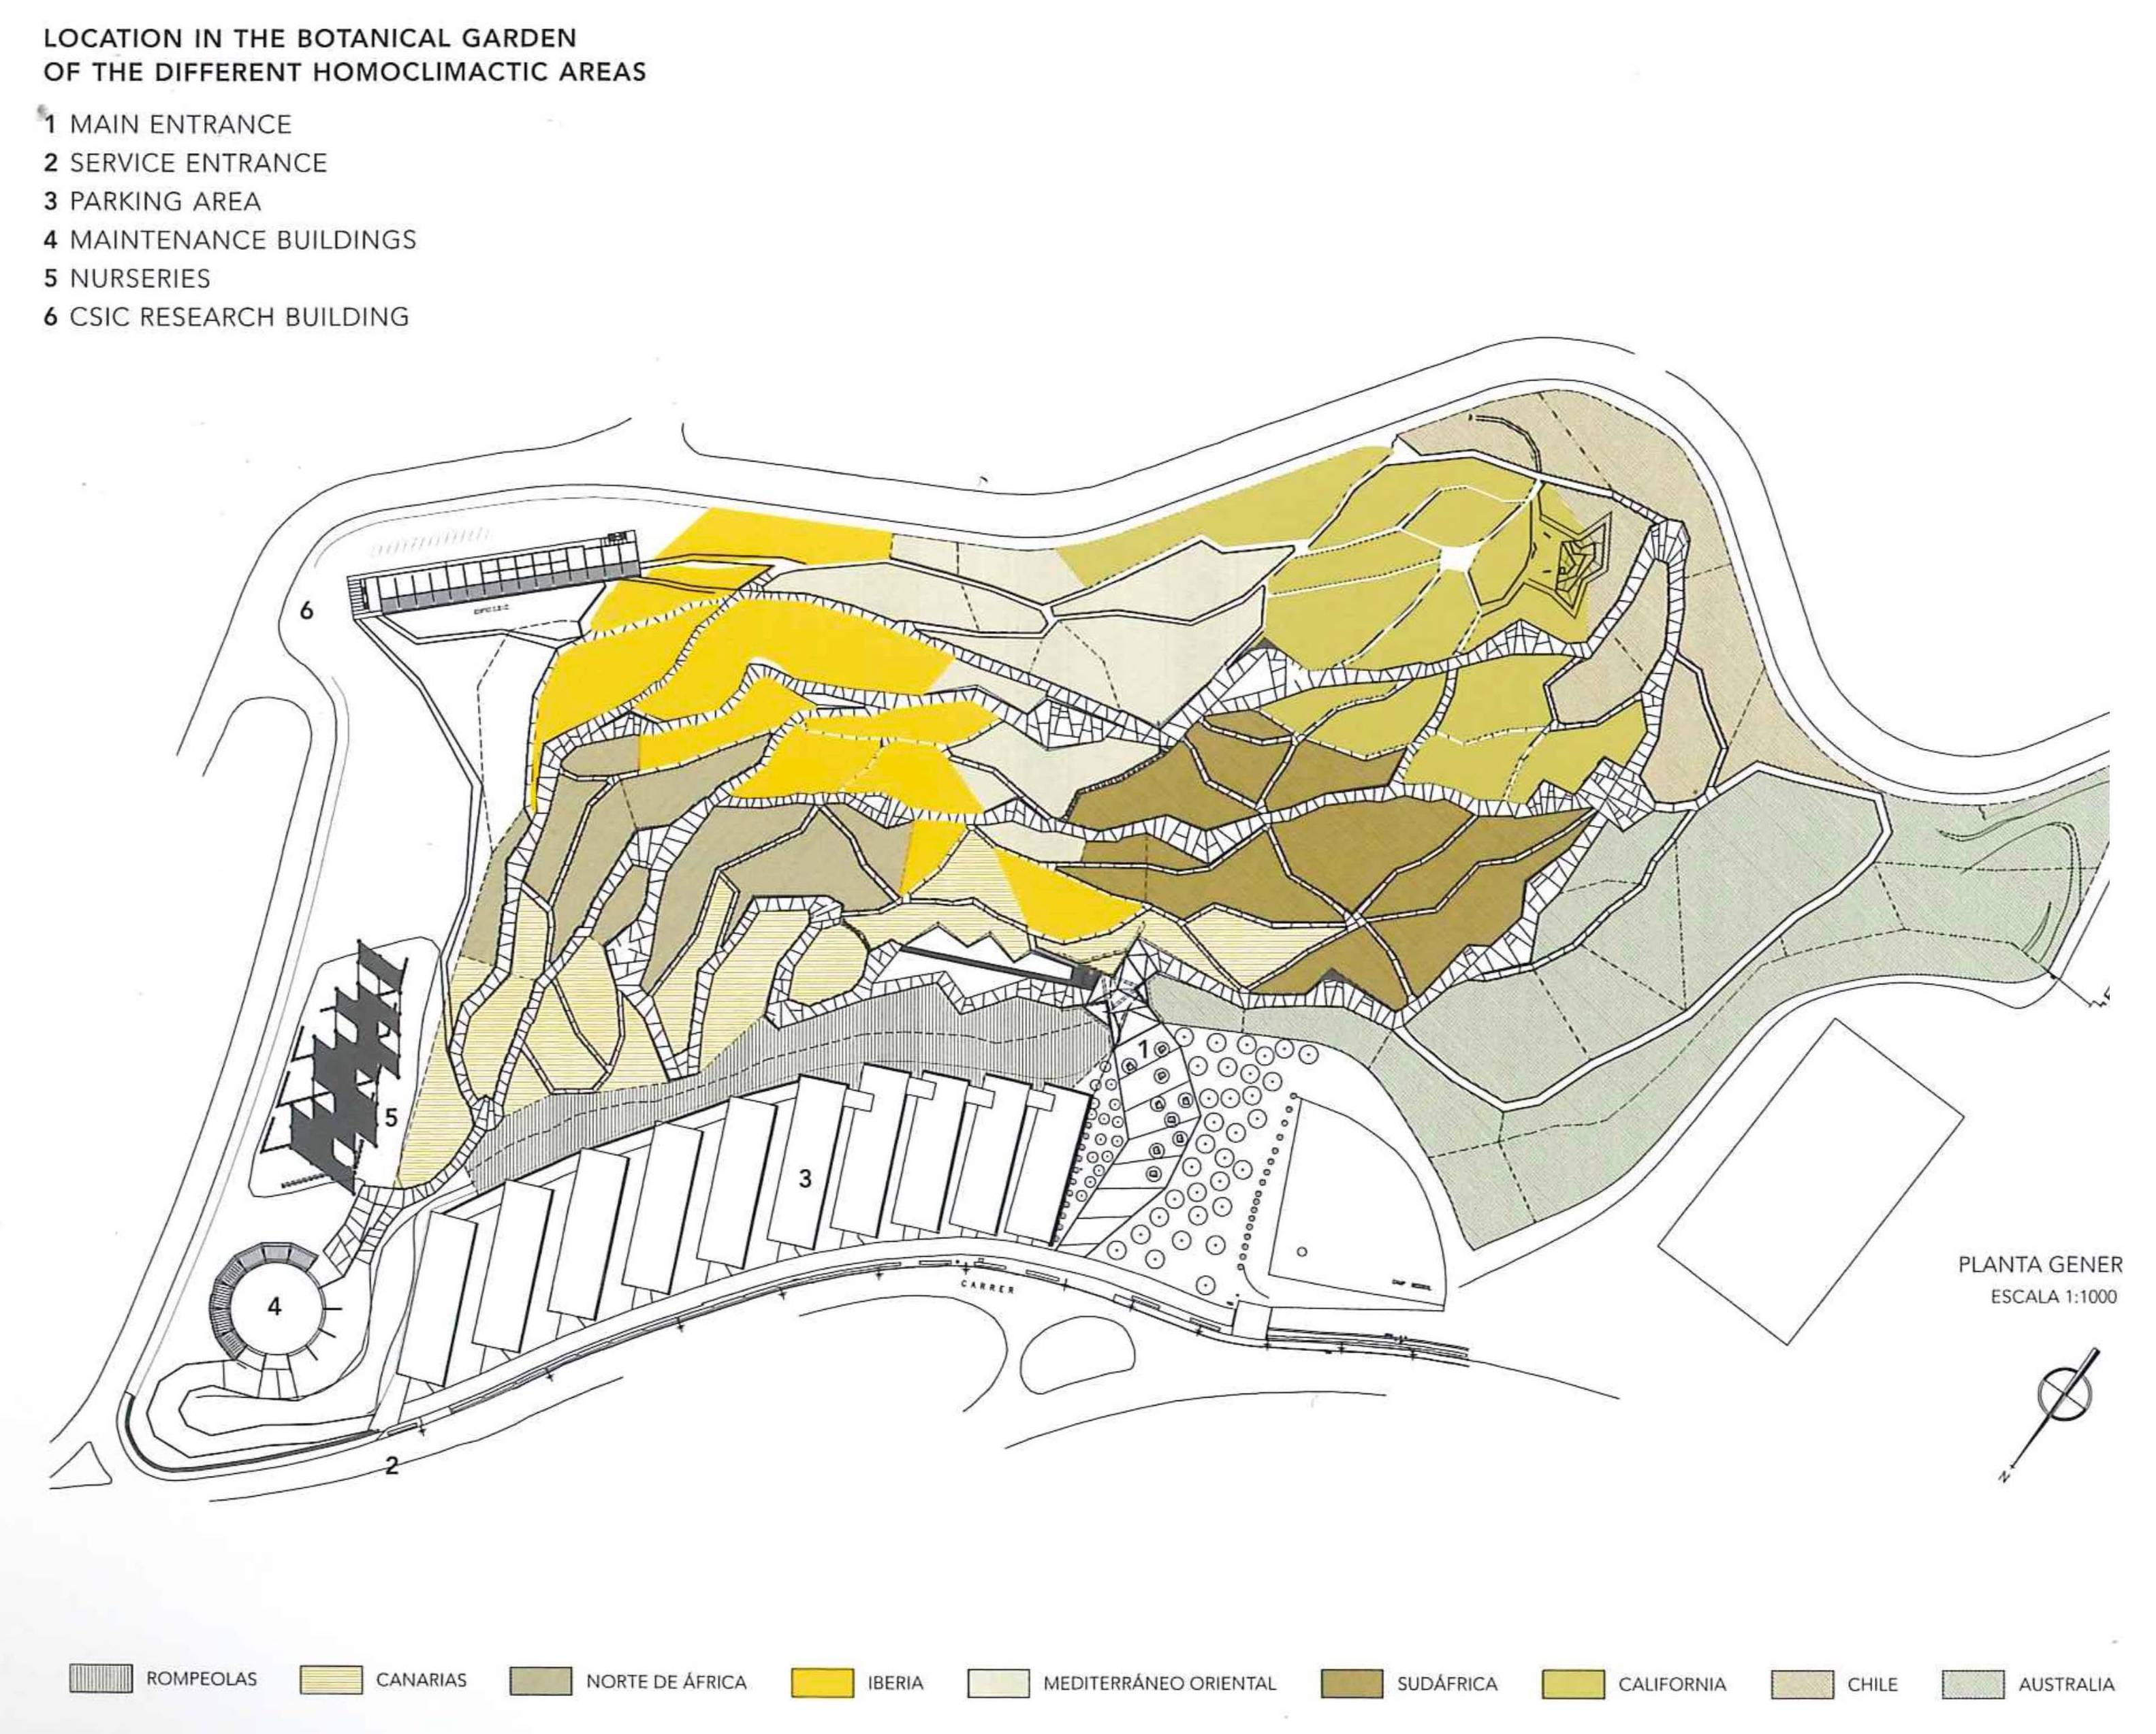 LOCATION IN THE BOTANICAL GARDEN
OF THE DIFFERENT HOMOCLIMACTIC AREAS
1 MAIN ENTRANCE
2 SERVICE ENTRANCE
3 PARKING AREA
4 MAINTENANCE BUILDINGS
5 NURSERIES
6 CSIC RESEARCH BUILDING
6
1
5
3
4
CARRER
2
PLANTA GENER
ESCALA 1:1000
N
ROMPEOLAS
CANARIAS
NORTE DE ÁFRICA
IBERIA
MEDITERRÁNEO ORIENTAL
SUDÁFRICA
CALIFORNIA
CHILE
AUSTRALIA